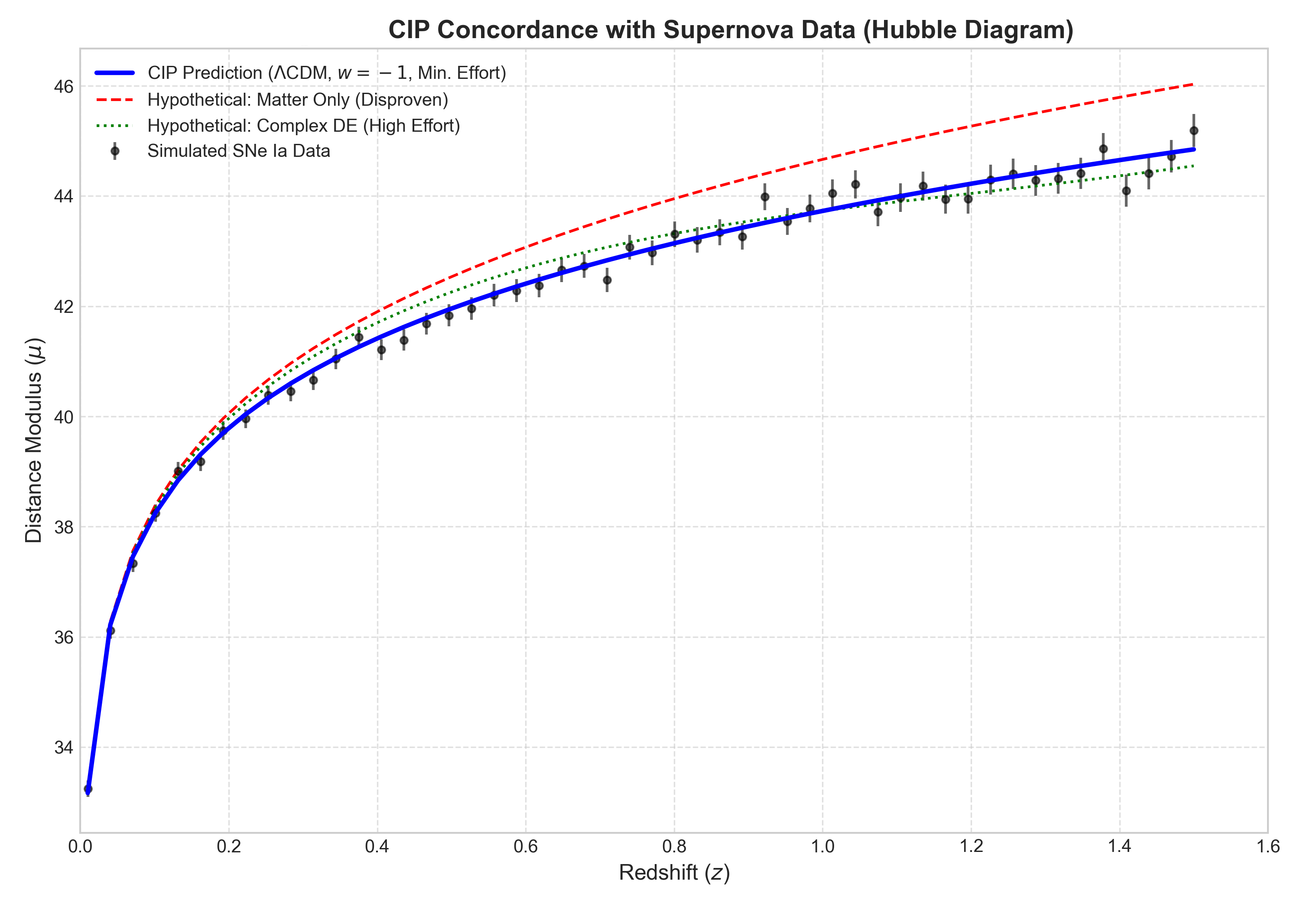 CIP Concordance with Supernova Data (Hubble Diagram)
CIP Prediction (ΛCDM, w = −1, Min. Effort)
Hypothetical: Matter Only (Disproven)
Hypothetical: Complex DE (High Effort)
Simulated SNe Ia Data
Distance Modulus (μ)
46
44
42
40
38
36
34
0.0 0.2 0.4 0.6 0.8 1.0 1.2 1.4 1.6
Redshift (z)